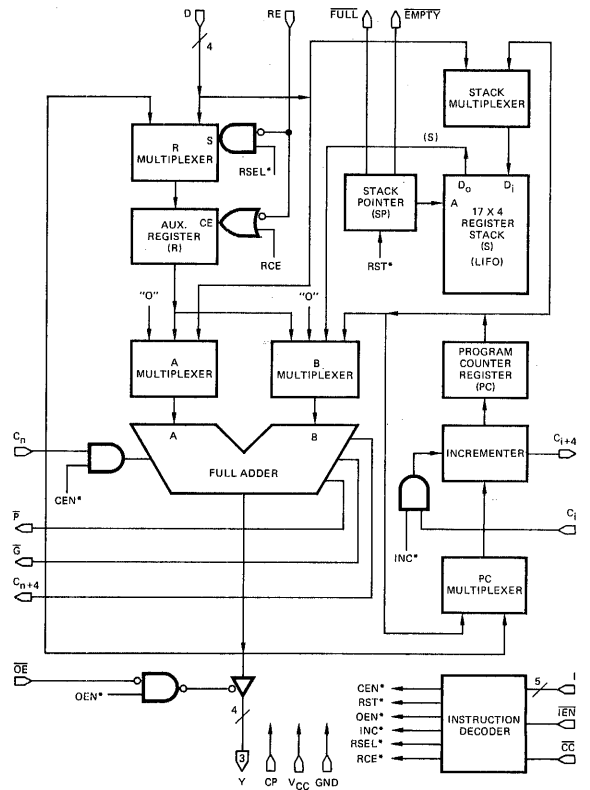 D
RE
FULL
EMPTY
4
STACK
MULTIPLEXER
S
R
MULTIPLEXER
RSEL*
(S)
Do
Di
A
17 X 4
REGISTER
STACK
(S)
(LIFO)
STACK
POINTER
(SP)
AUX.
REGISTER
(R)
CE
RCE
RST*
"O"
"O"
A
MULTIPLEXER
B
MULTIPLEXER
PROGRAM
COUNTER
REGISTER
(PC)
Cn
A
B
FULL ADDER
CEN*
INCREMENTER
Ci+4
P
G
Cn+4
Ci
INC*
PC
MULTIPLEXER
OE
OEN*
4
3
Y
CP
VCC
GND
CEN*
RST*
OEN*
INC*
RSEL*
RCE*
INSTRUCTION
DECODER
5
I
IEN
CC